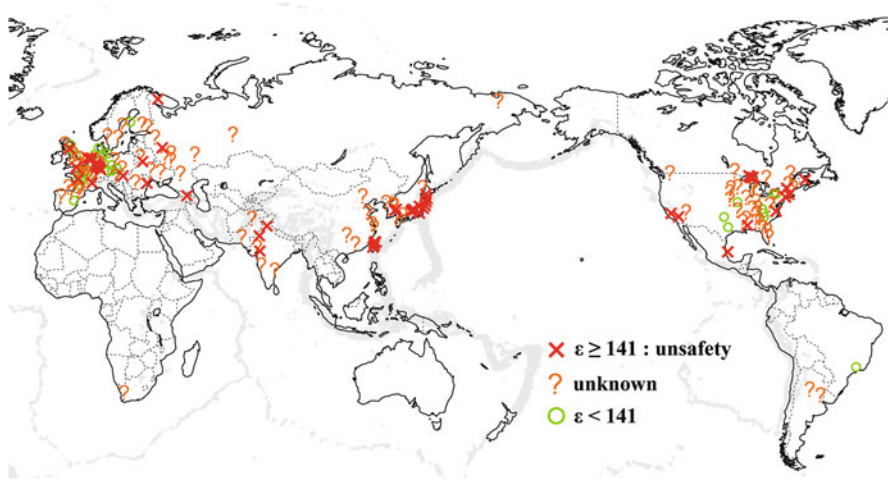 ε ≥ 141 : unsafety
unknown
ε < 141